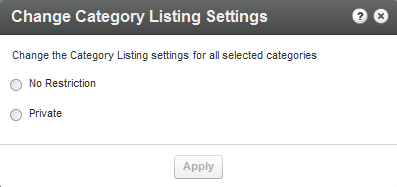 Change Category Listing Settings
Change the Category Listing settings for all selected categories
No Restriction
Private
Apply